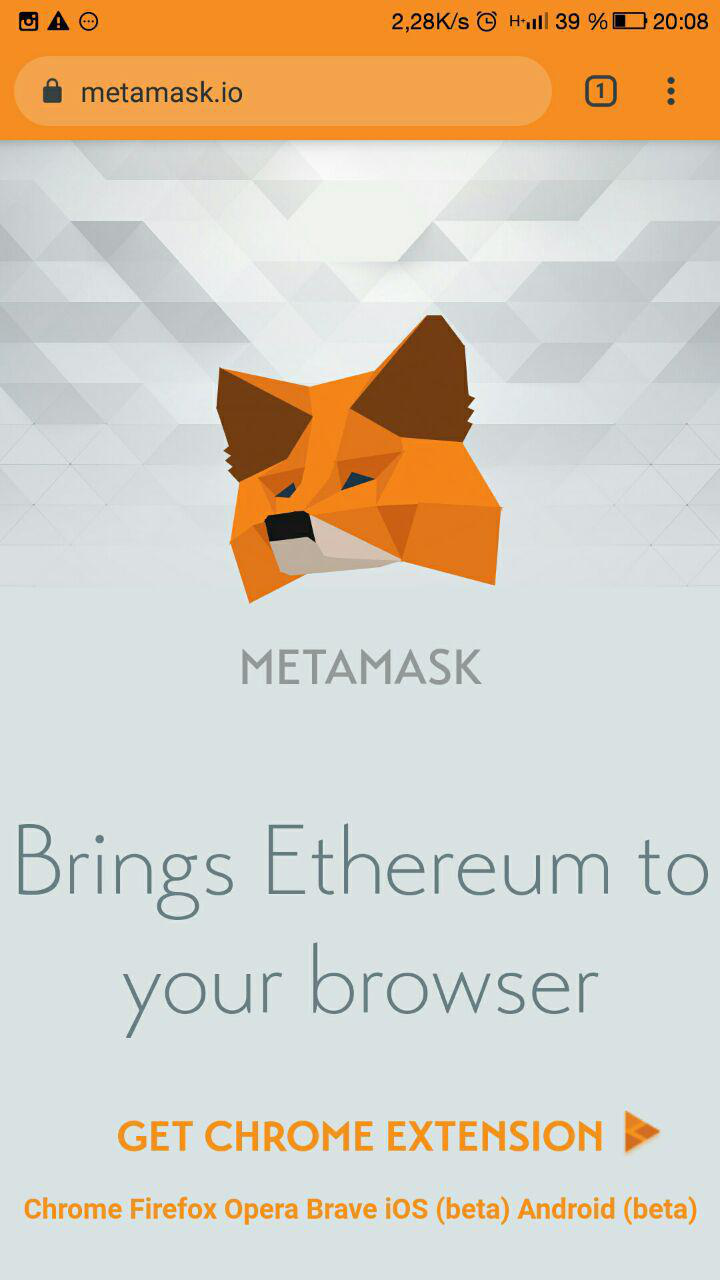 2,28K/s H+ 39 % 20:08
metamask.io
1
METAMASK
Brings Ethereum to
your browser
GET CHROME EXTENSION
Chrome Firefox Opera Brave iOS (beta) Android (beta)